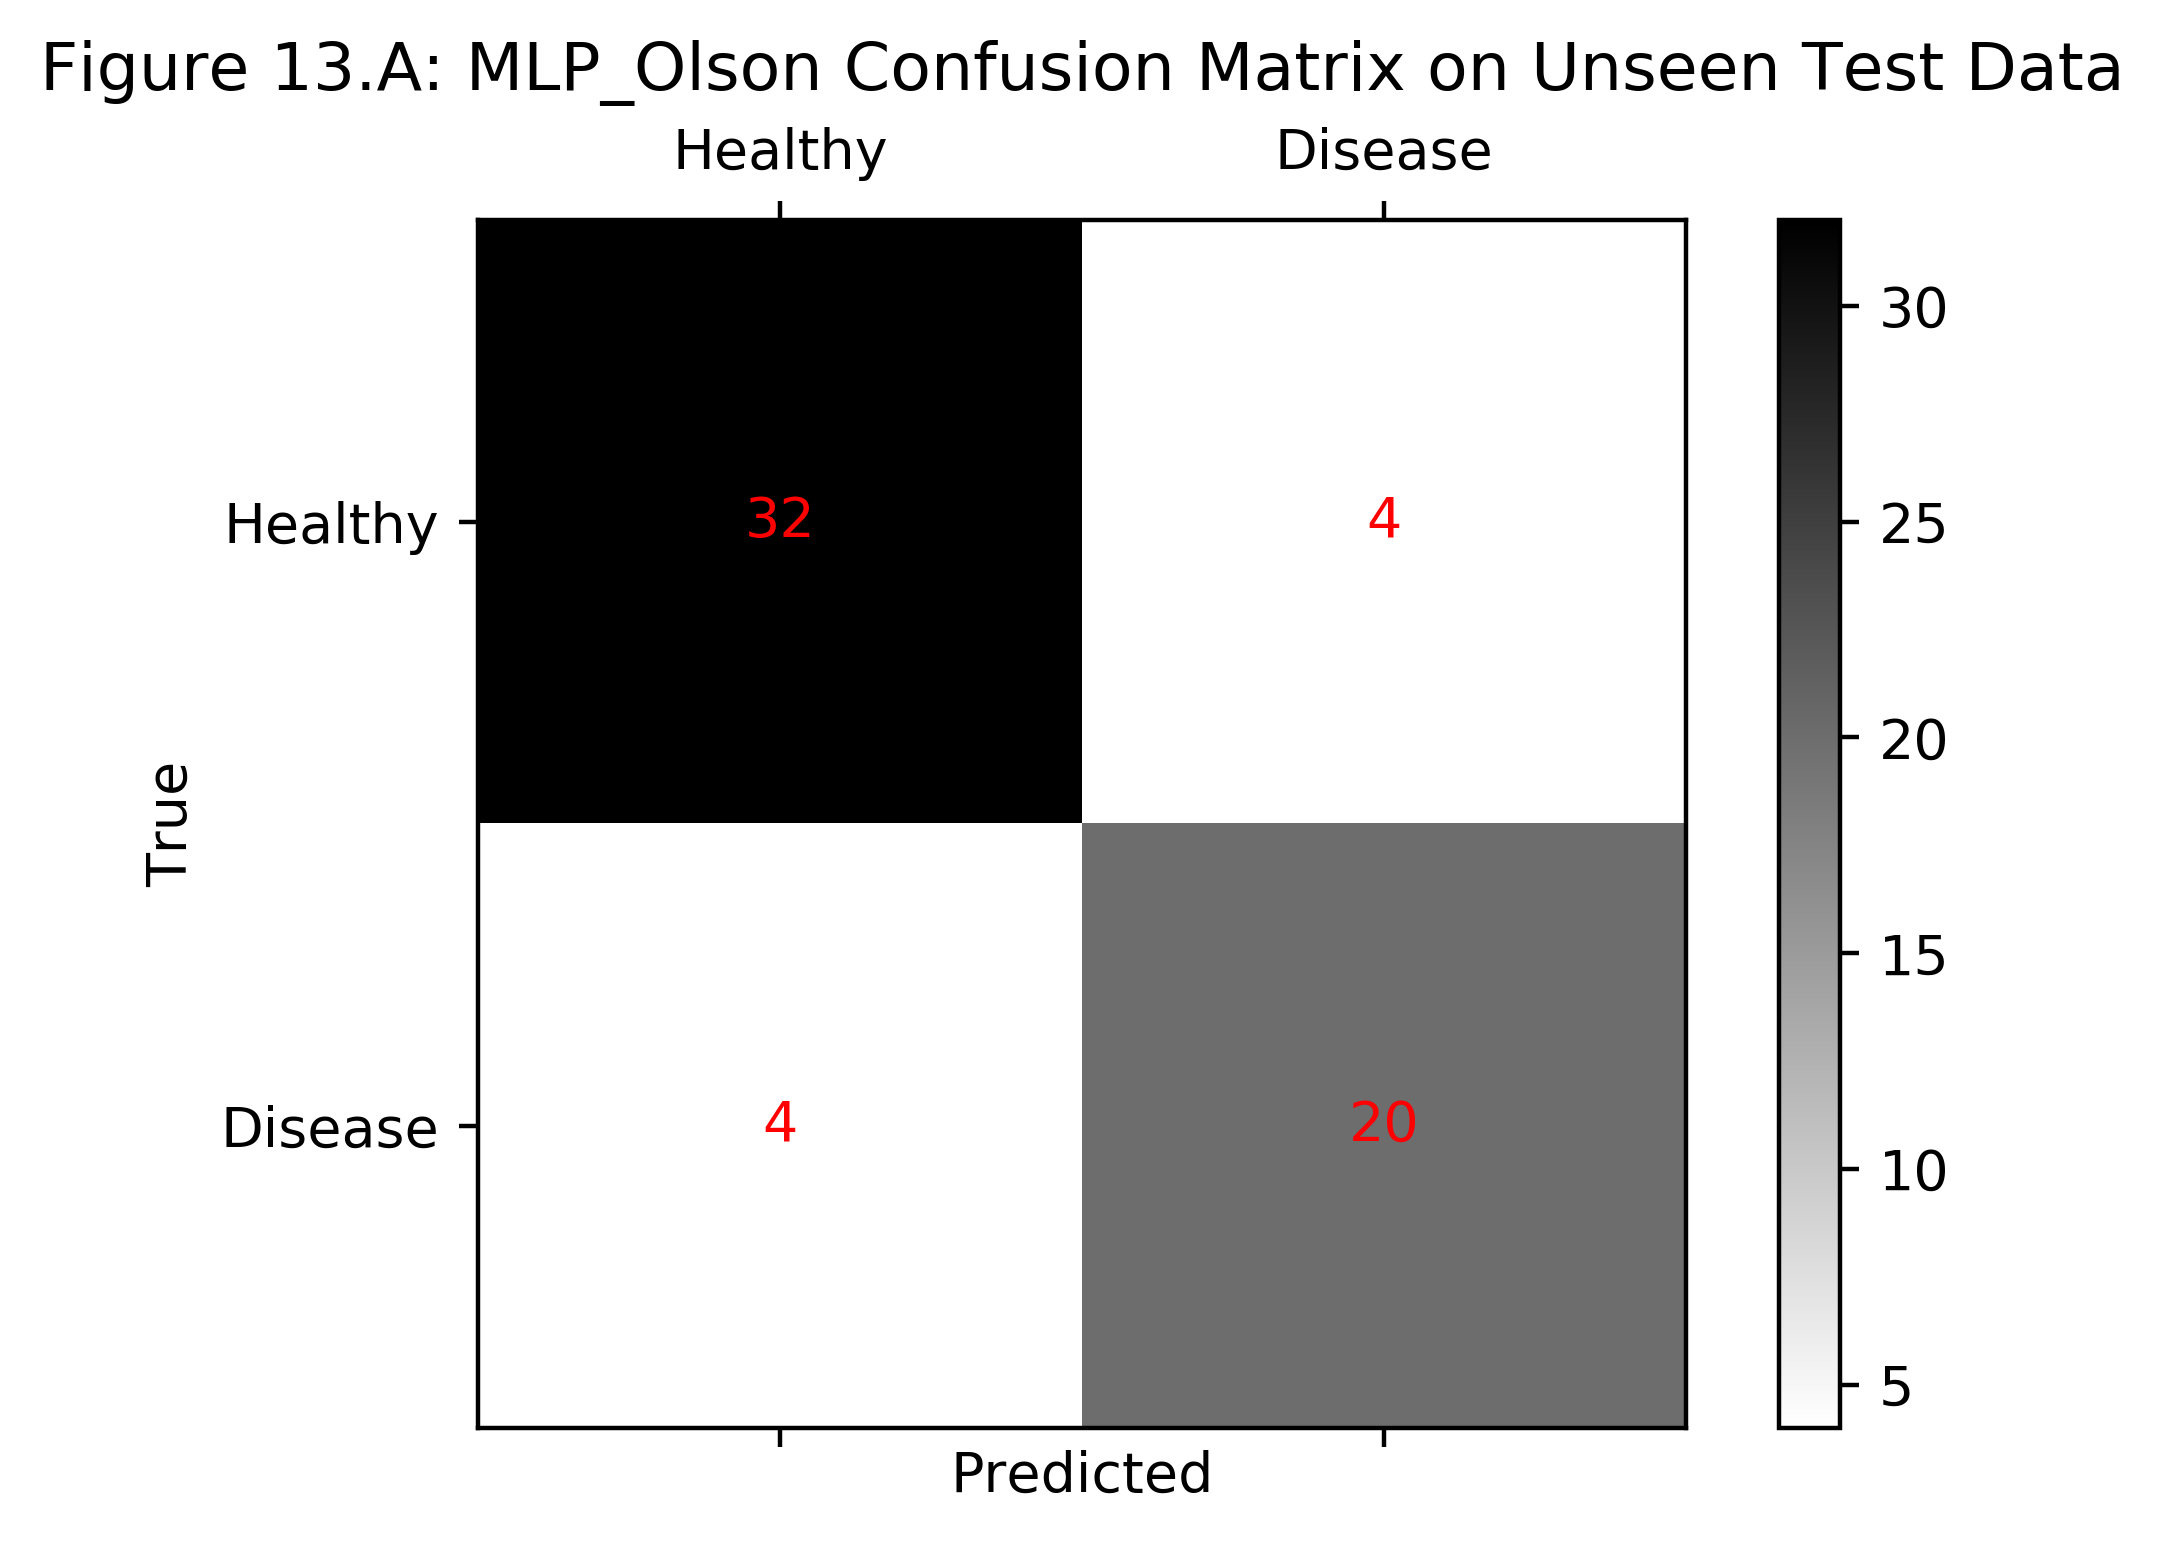 Figure 13.A: MLP_Olson Confusion Matrix on Unseen Test Data
Healthy Disease
30
Healthy 32 4 25
20
True
15
Disease 4 20 10
5
Predicted